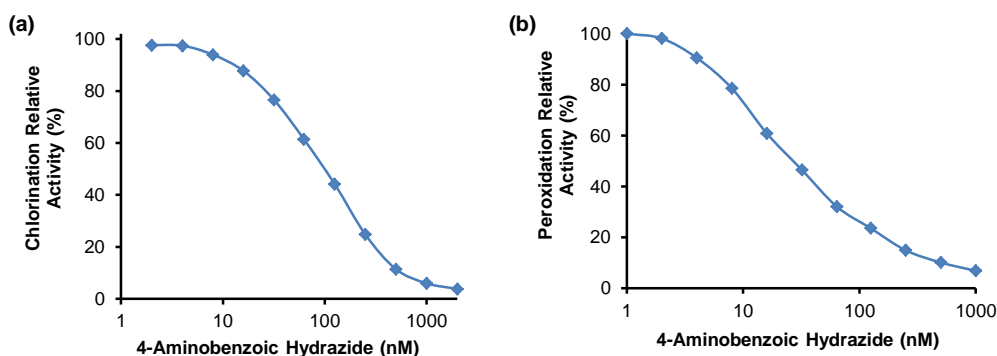 (a)
100
80
60
40
20
0
Chlorination Relative
Activity (%)
1
10
100
1000
4-Aminobenzoic Hydrazide (nM)
(b)
100
80
60
40
20
0
Peroxidation Relative
Activity (%)
1
10
100
1000
4-Aminobenzoic Hydrazide (nM)